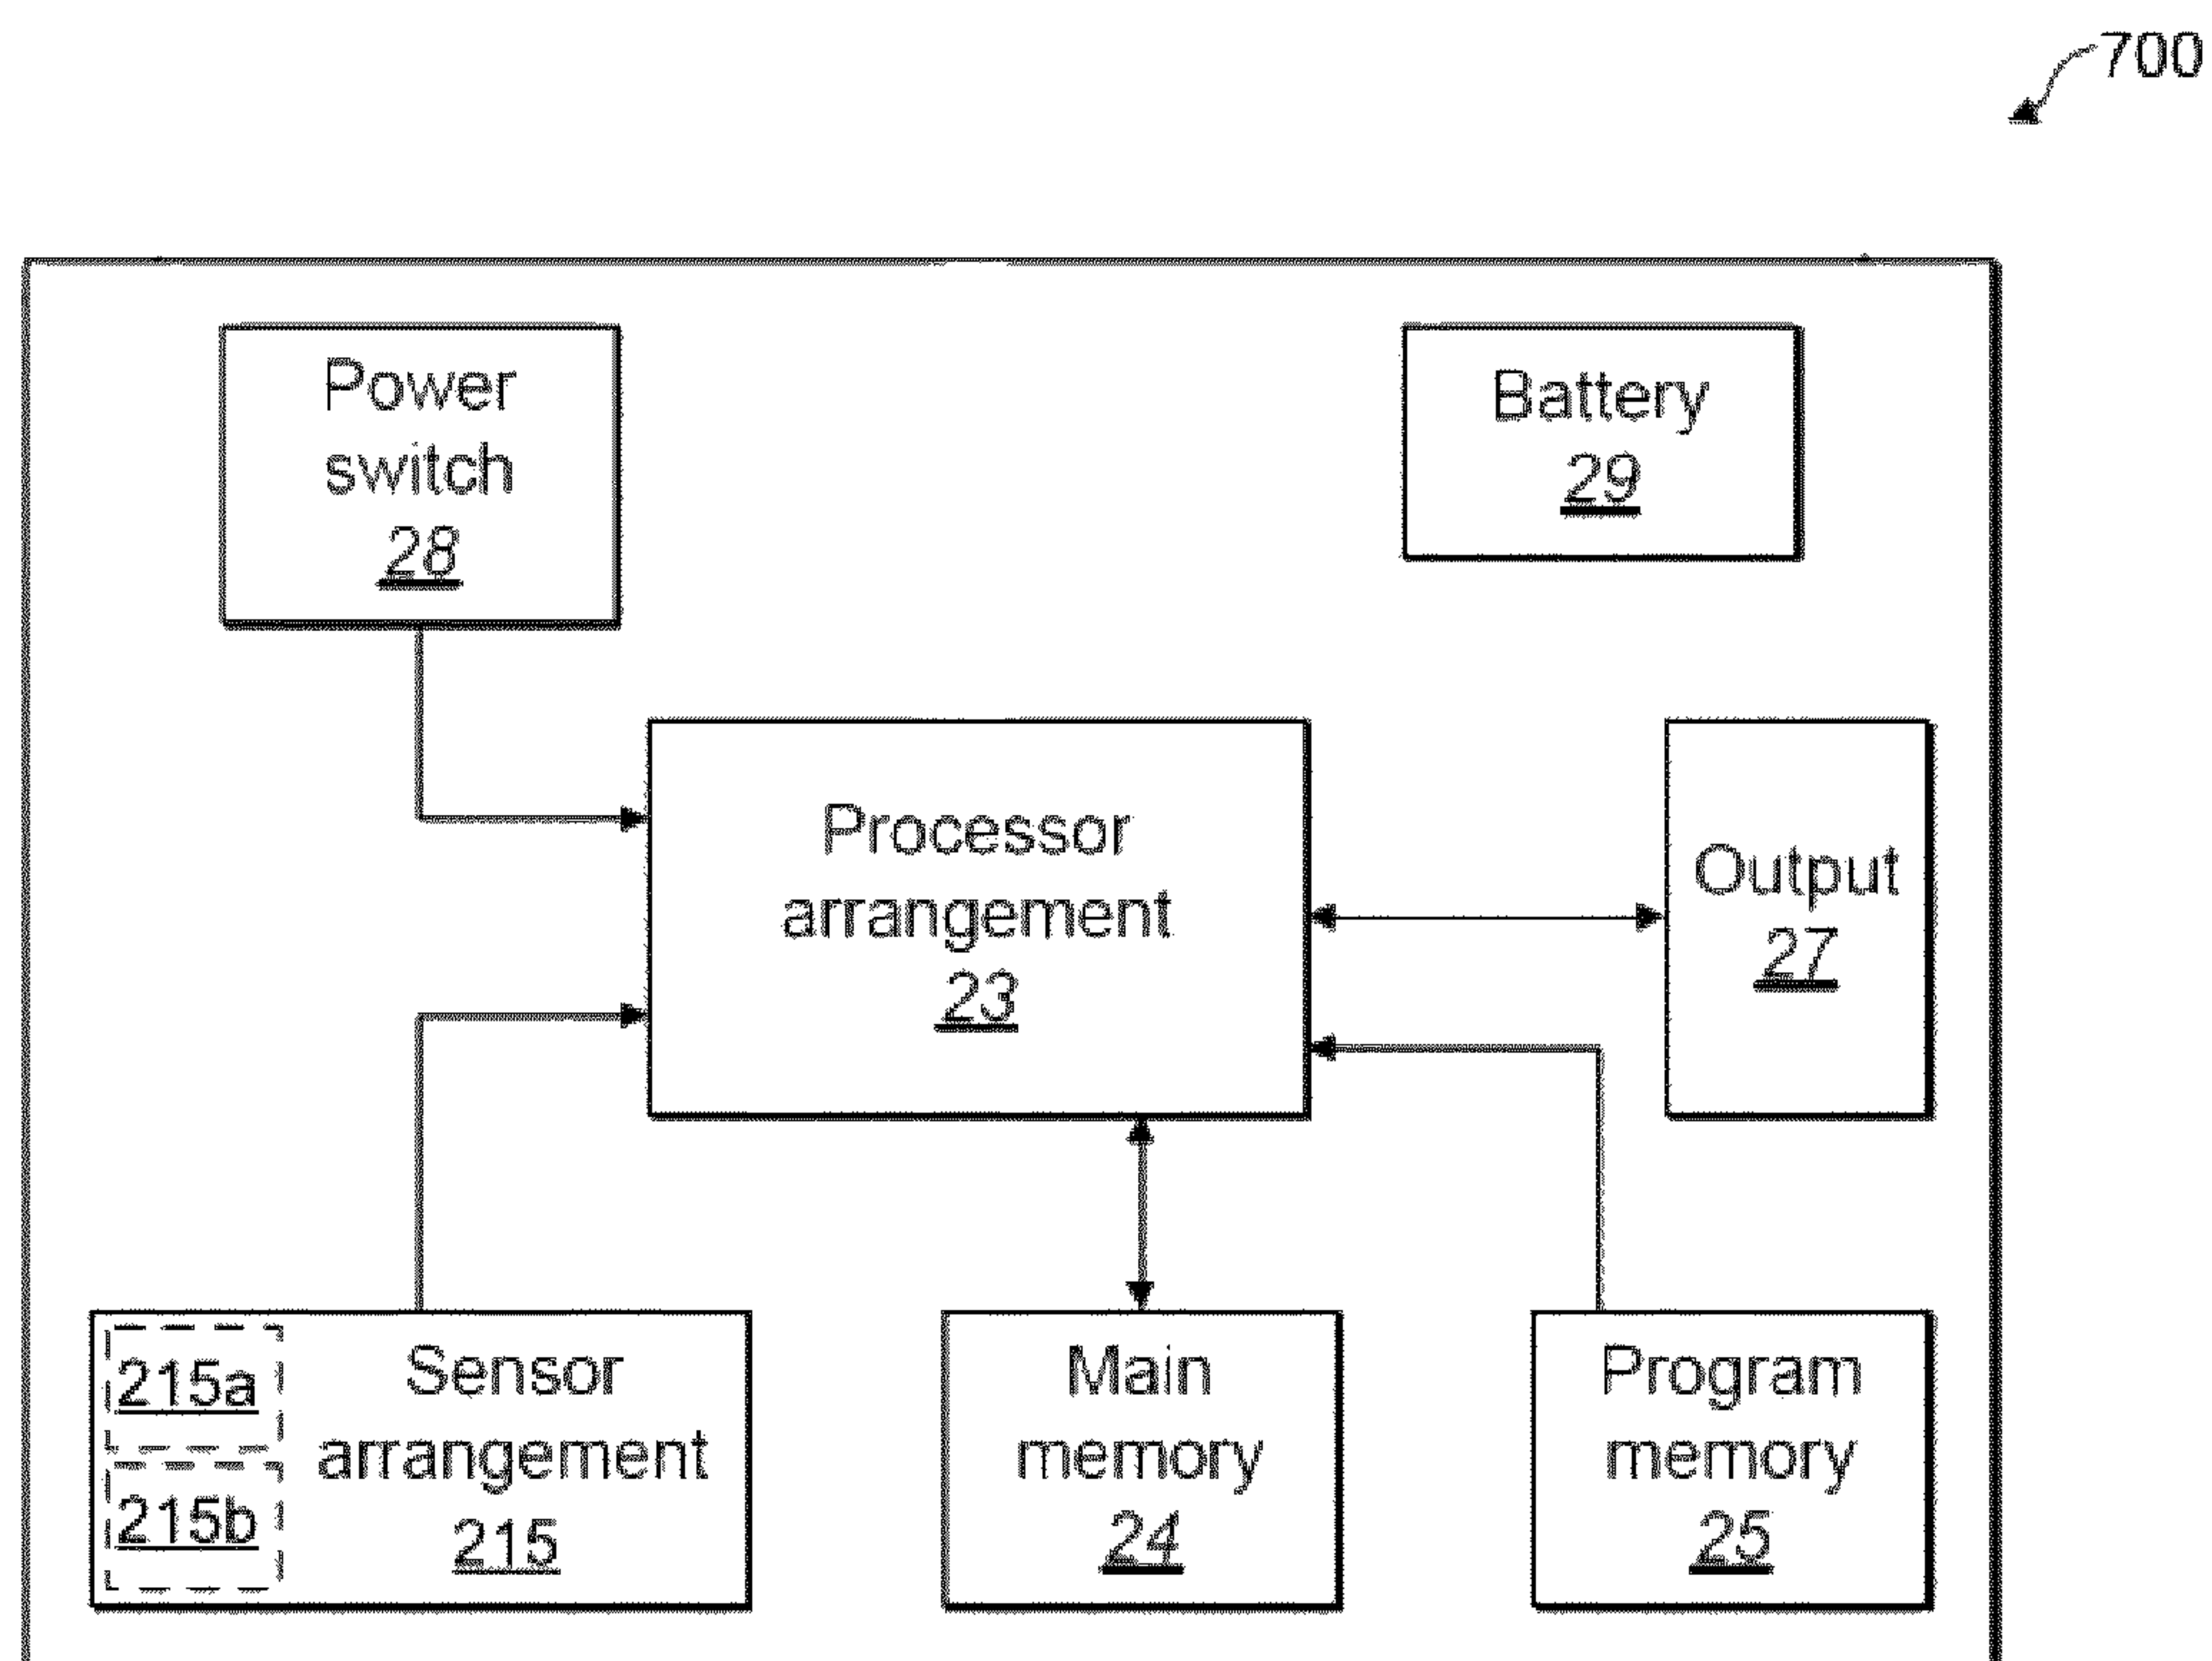 700
Power
switch
28
Battery
29
Processor
arrangement
23
Output
27
215a
215b
Sensor
arrangement
215
Main
memory
24
Program
memory
25